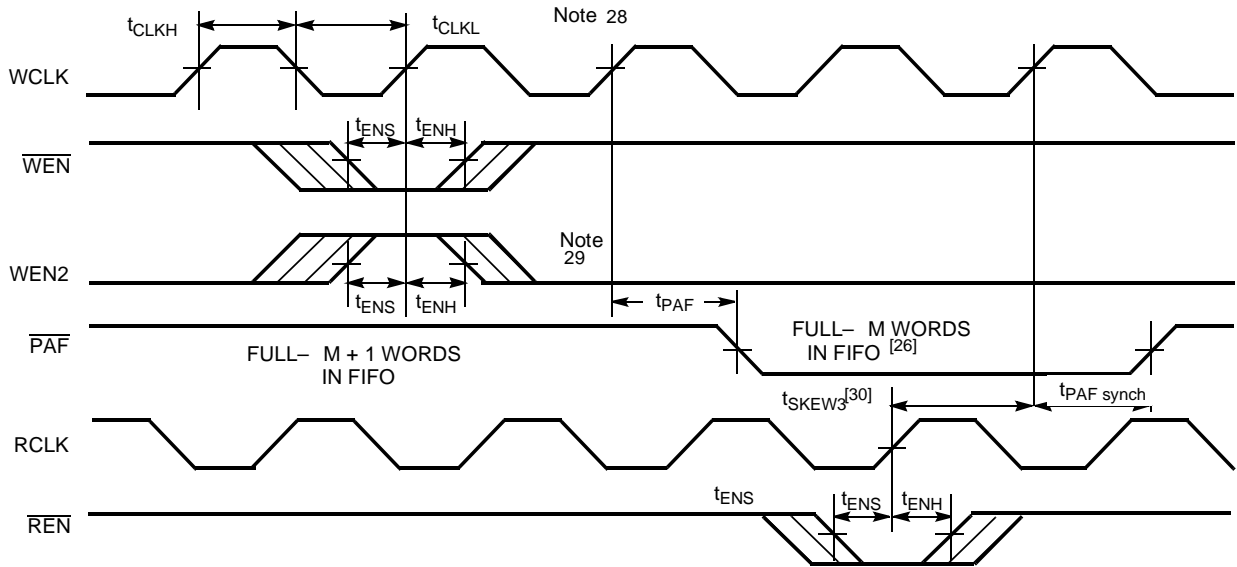 tCLKH
tCLKL
Note 28
WCLK
tENS
tENH
WEN
Note
29
WEN2
tENS
tENH
tPAF
PAF
FULL– M + 1 WORDS
IN FIFO
FULL– M WORDS
IN FIFO [26]
tSKEW3[30]
tPAF synch
RCLK
tENS
tENS
tENH
REN